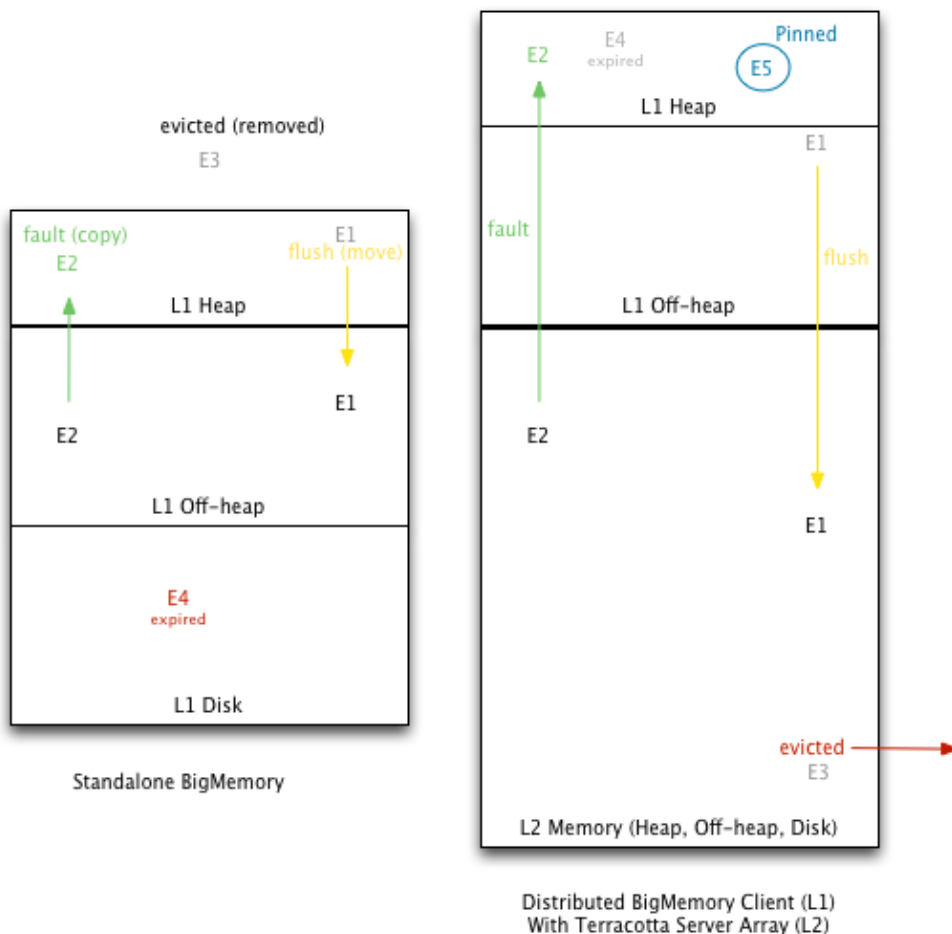 evicted (removed)
E3
fault (copy)
E2
E1
flush (move)
L1 Heap
E1
E2
L1 Off-heap
E4
expired
L1 Disk
Standalone BigMemory
Pinned
E4
E2
expired
E5
L1 Heap
E1
fault
flush
L1 Off-heap
E2
E1
evicted
E3
L2 Memory (Heap, Off-heap, Disk)
Distributed BigMemory Client (L1)
With Terracotta Server Array (L2)